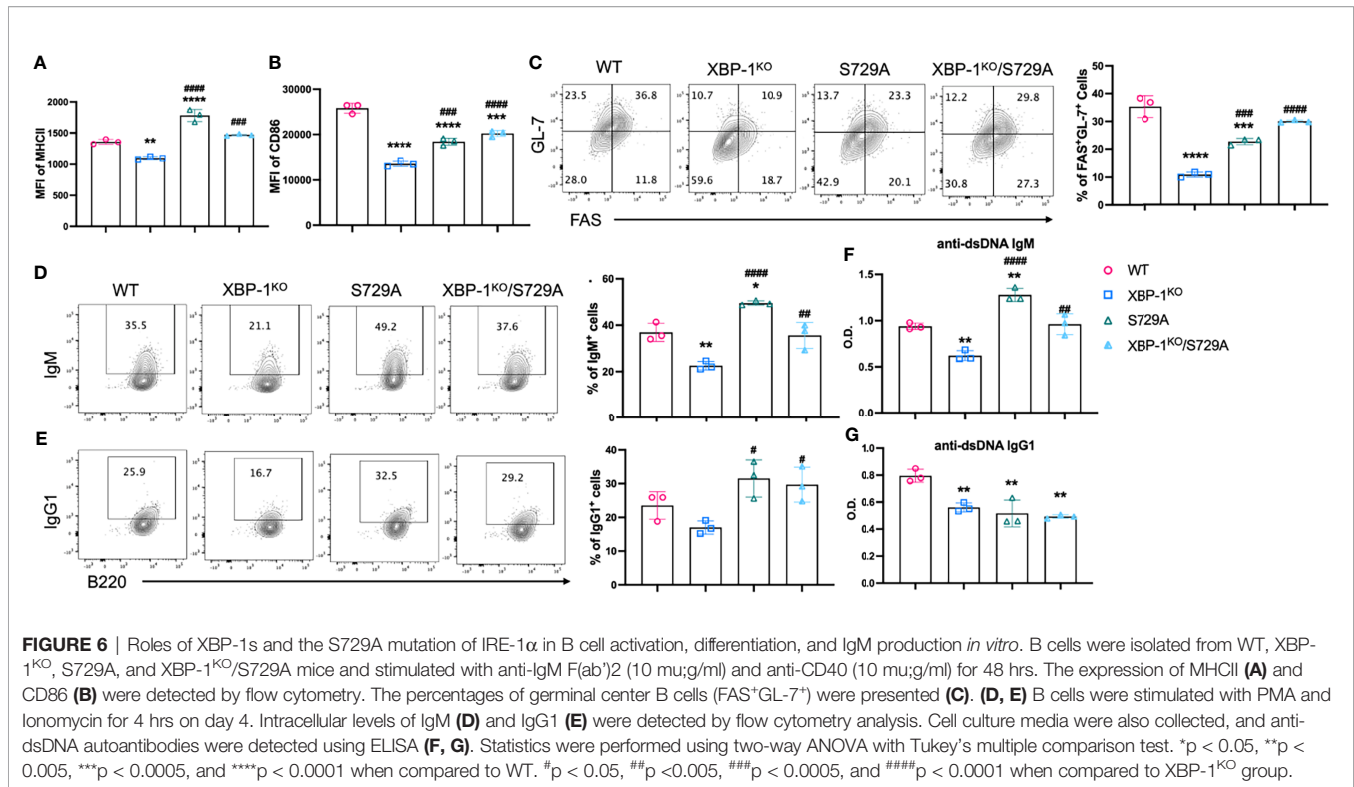 A
MFI of MHCII
2000
1500
1000
500
0
**
####
****
###
B
MFI of CD86
30000
20000
10000
0
****
###
****
####
***
C
WT
XBP-1KO
S729A
XBP-1KO/S729A
23.5 36.8
28.0 11.8
10.7 10.9
59.6 18.7
13.7 23.3
42.9 20.1
12.2 29.8
30.8 27.3
GL-7
FAS
% of FAS+GL-7+ Cells
50
40
30
20
10
0
****
###
***
####
D
WT
XBP-1KO
S729A
XBP-1KO/S729A
35.5
21.1
49.2
37.6
IgM
% of IgM+ cells
60
40
20
0
**
####
*
##
F
anti-dsDNA IgM
O.D.
1.5
1.0
0.5
0.0
**
####
**
##
WT
XBP-1KO
S729A
XBP-1KO/S729A
E
25.9
16.7
32.5
29.2
IgG1
B220
% of IgG1+ cells
40
30
20
10
0
#
#
G
anti-dsDNA IgG1
O.D.
1.0
0.8
0.6
0.4
0.2
0.0
**
**
**
FIGURE 6 | Roles of XBP-1s and the S729A mutation of IRE-1α in B cell activation, differentiation, and IgM production in vitro. B cells were isolated from WT, XBP-
1KO, S729A, and XBP-1KO/S729A mice and stimulated with anti-IgM F(ab’)2 (10 mu;g/ml) and anti-CD40 (10 mu;g/ml) for 48 hrs. The expression of MHCII (A) and
CD86 (B) were detected by flow cytometry. The percentages of germinal center B cells (FAS+GL-7+) were presented (C). (D, E) B cells were stimulated with PMA and
Ionomycin for 4 hrs on day 4. Intracellular levels of IgM (D) and IgG1 (E) were detected by flow cytometry analysis. Cell culture media were also collected, and anti-
dsDNA autoantibodies were detected using ELISA (F, G). Statistics were performed using two-way ANOVA with Tukey’s multiple comparison test. *p < 0.05, **p <
0.005, ***p < 0.0005, and ****p < 0.0001 when compared to WT. #p < 0.05, ##p <0.005, ###p < 0.0005, and ####p < 0.0001 when compared to XBP-1KO group.